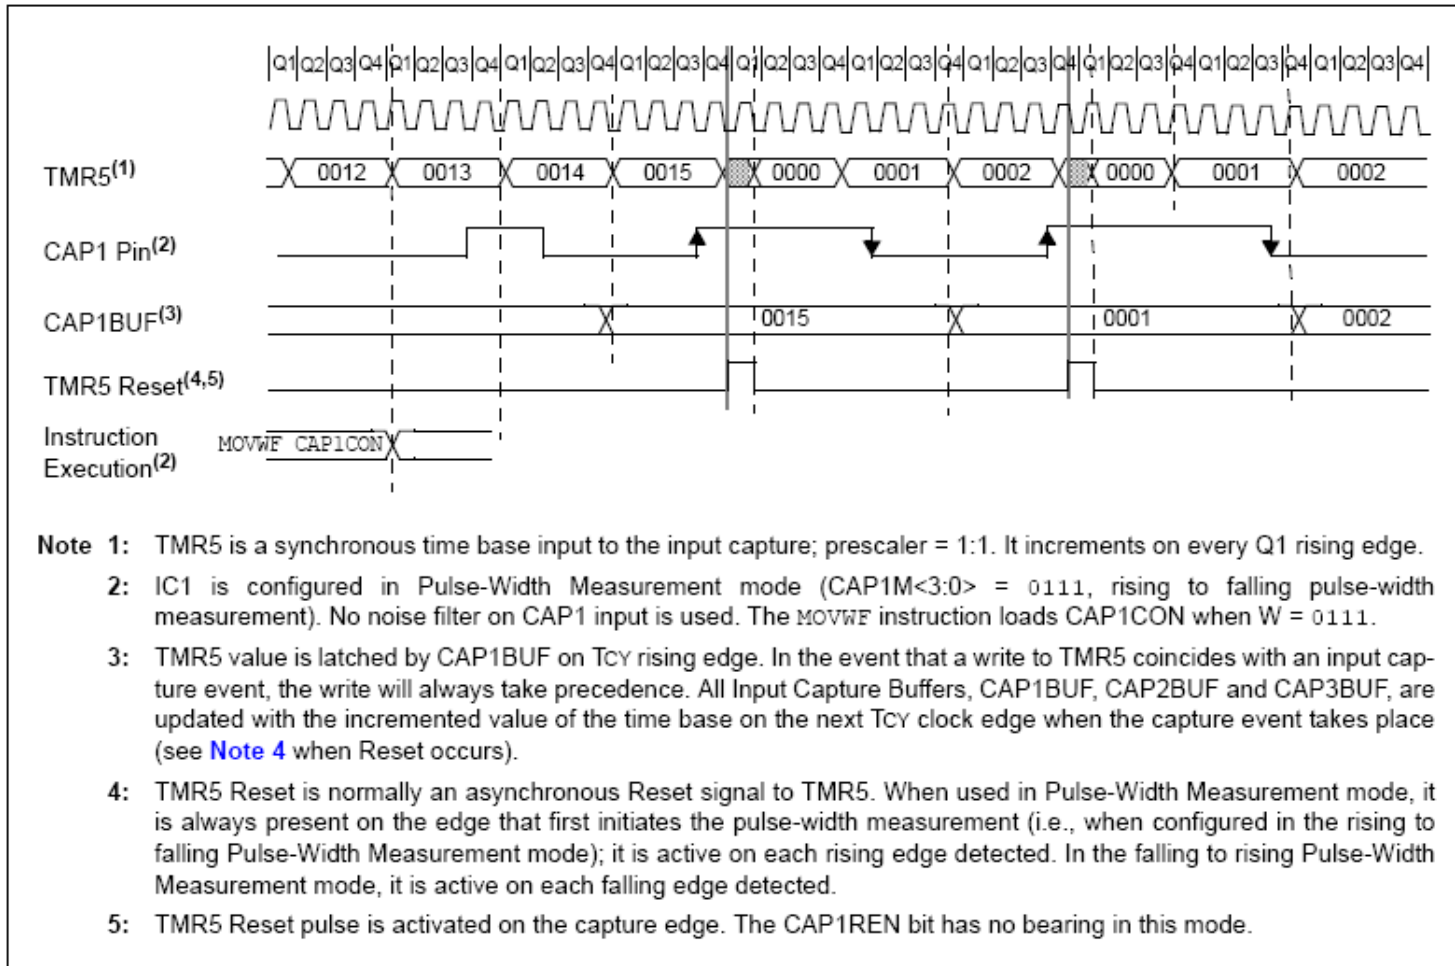 Q1 Q2 Q3 Q4 Q1 Q2 Q3 Q4 Q1 Q2 Q3 Q4 Q1 Q2 Q3 Q4 Q1 Q2 Q3 Q4 Q1 Q2 Q3 Q4 Q1 Q2 Q3 Q4 Q1 Q2 Q3 Q4 Q1 Q2 Q3 Q4 Q1 Q2 Q3 Q4
TMR5(1) 0012 0013 0014 0015 0000 0001 0002 0000 0001 0002
CAP1 Pin(2)
CAP1BUF(3) 0015 0001 0002
TMR5 Reset(4,5)
Instruction
Execution(2) MOVWF CAP1CON
Note 1: TMR5 is a synchronous time base input to the input capture; prescaler = 1:1. It increments on every Q1 rising edge.
2: IC1 is configured in Pulse-Width Measurement mode (CAP1M<3:0> = 0111, rising to falling pulse-width
measurement). No noise filter on CAP1 input is used. The MOVWF instruction loads CAP1CON when W = 0111.
3: TMR5 value is latched by CAP1BUF on TCY rising edge. In the event that a write to TMR5 coincides with an input cap-
ture event, the write will always take precedence. All Input Capture Buffers, CAP1BUF, CAP2BUF and CAP3BUF, are
updated with the incremented value of the time base on the next TCY clock edge when the capture event takes place
(see Note 4 when Reset occurs).
4: TMR5 Reset is normally an asynchronous Reset signal to TMR5. When used in Pulse-Width Measurement mode, it
is always present on the edge that first initiates the pulse-width measurement (i.e., when configured in the rising to
falling Pulse-Width Measurement mode); it is active on each rising edge detected. In the falling to rising Pulse-Width
Measurement mode, it is active on each falling edge detected.
5: TMR5 Reset pulse is activated on the capture edge. The CAP1REN bit has no bearing in this mode.